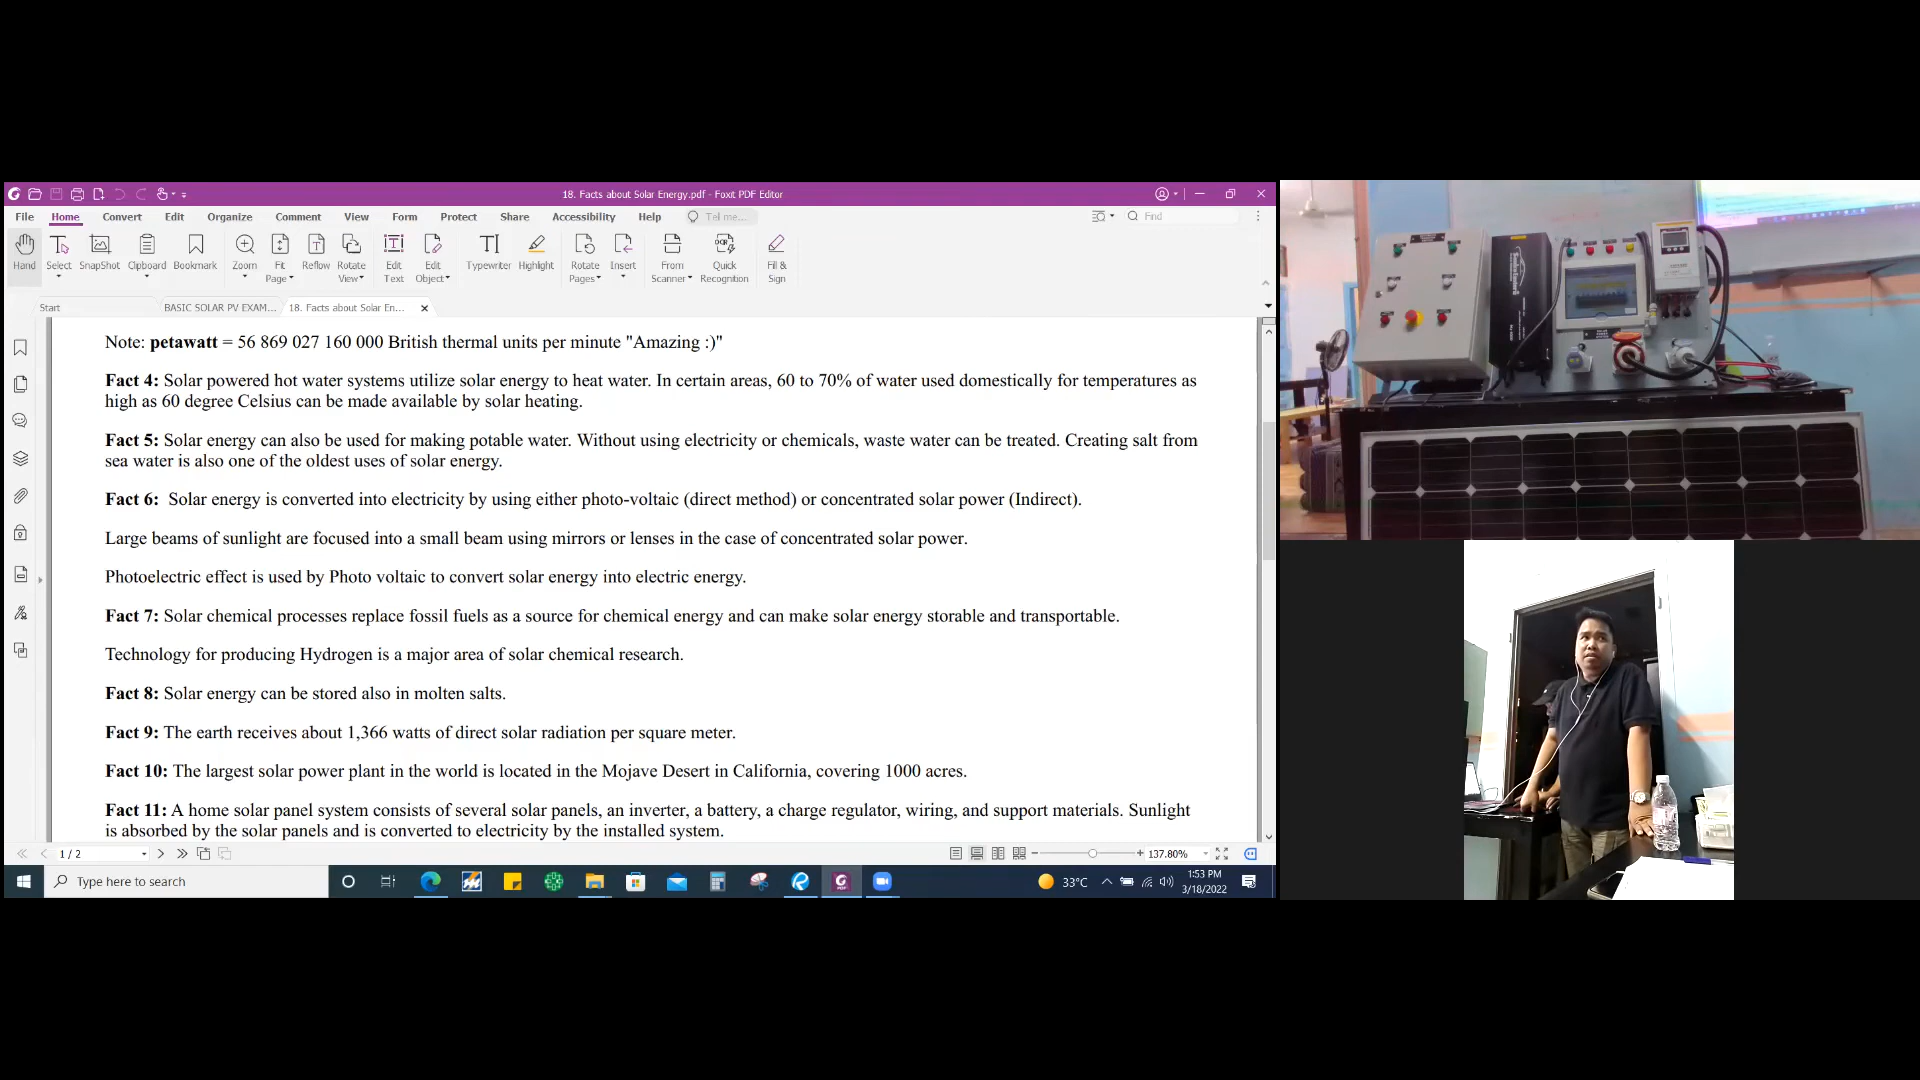 18. Facts about Solar Energy.pdf - Foxit PDF Editor
File Home Convert Edit Organize Comment View Form Protect Share Accessibility Help Tell me... Find
Hand Select SnapShot Clipboard Bookmark Zoom Fit Page Reflow Rotate View Edit Text Edit Object Typewriter Highlight Rotate Pages Insert From Scanner Quick Recognition Fill & Sign
Start BASIC SOLAR PV EXAM... 18. Facts about Solar En...
Note: petawatt = 56 869 027 160 000 British thermal units per minute "Amazing :)"
Fact 4: Solar powered hot water systems utilize solar energy to heat water. In certain areas, 60 to 70% of water used domestically for temperatures as
high as 60 degree Celsius can be made available by solar heating.
Fact 5: Solar energy can also be used for making potable water. Without using electricity or chemicals, waste water can be treated. Creating salt from
sea water is also one of the oldest uses of solar energy.
Fact 6: Solar energy is converted into electricity by using either photo-voltaic (direct method) or concentrated solar power (Indirect).
Large beams of sunlight are focused into a small beam using mirrors or lenses in the case of concentrated solar power.
Photoelectric effect is used by Photo voltaic to convert solar energy into electric energy.
Fact 7: Solar chemical processes replace fossil fuels as a source for chemical energy and can make solar energy storable and transportable.
Technology for producing Hydrogen is a major area of solar chemical research.
Fact 8: Solar energy can be stored also in molten salts.
Fact 9: The earth receives about 1,366 watts of direct solar radiation per square meter.
Fact 10: The largest solar power plant in the world is located in the Mojave Desert in California, covering 1000 acres.
Fact 11: A home solar panel system consists of several solar panels, an inverter, a battery, a charge regulator, wiring, and support materials. Sunlight
is absorbed by the solar panels and is converted to electricity by the installed system.
1 / 2 137.80%
Type here to search 33°C 1:53 PM
3/18/2022